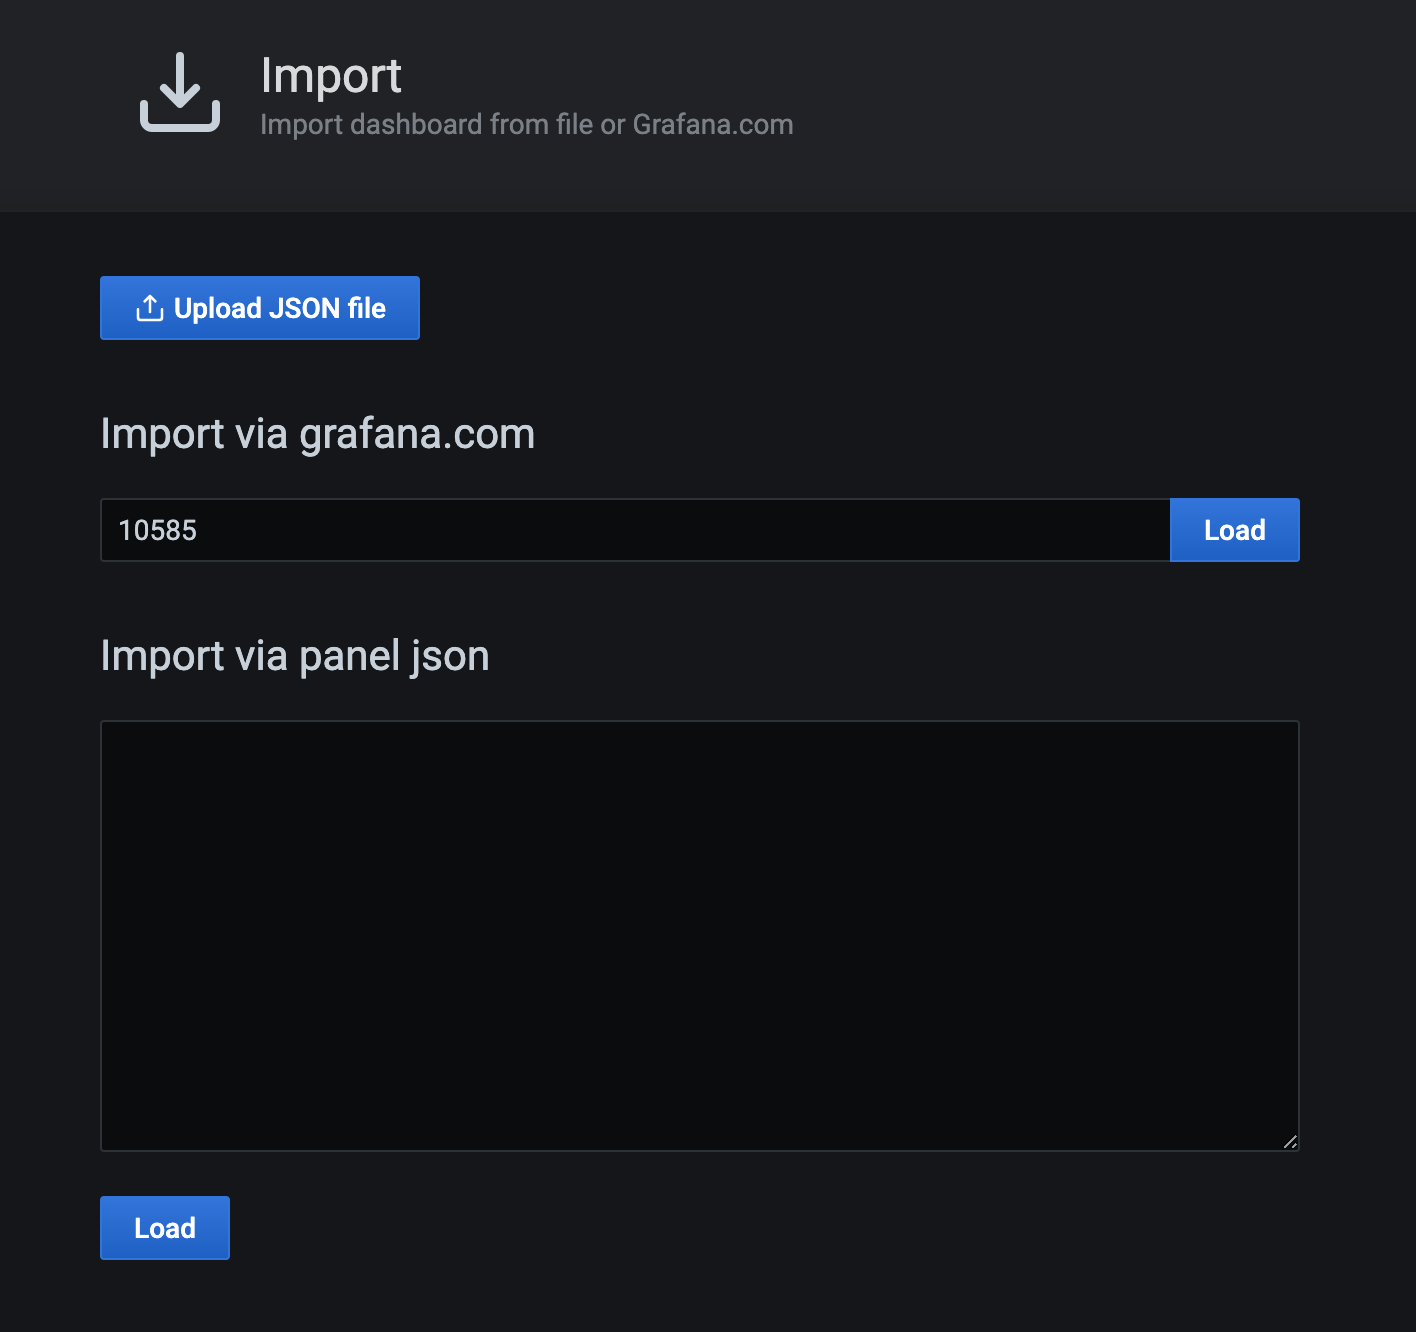 Import
Import dashboard from file or Grafana.com
Upload JSON file
Import via grafana.com
10585
Load
Import via panel json
Load